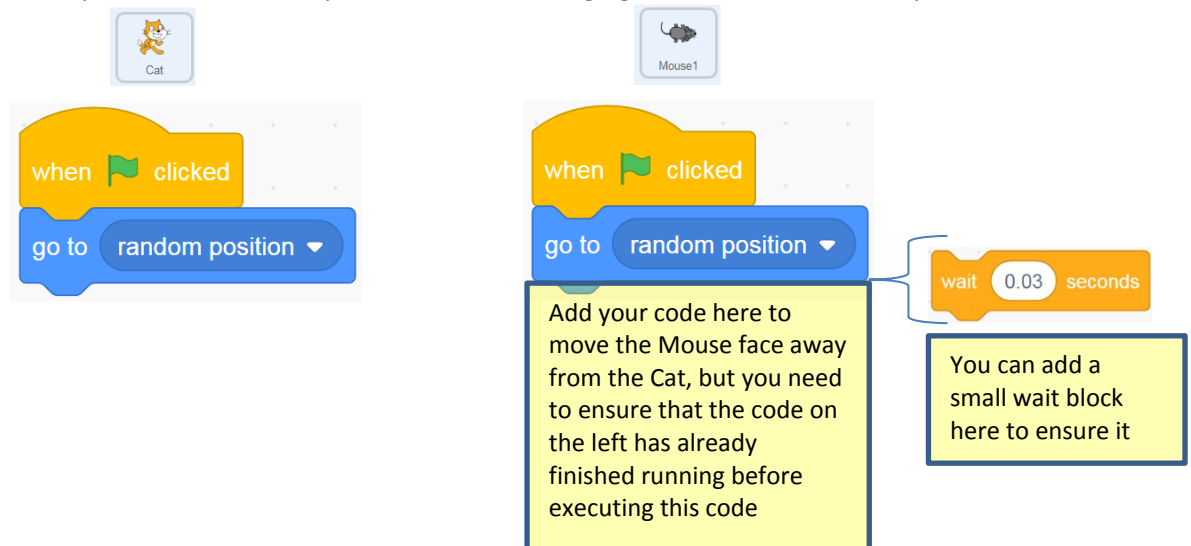 Cat
Mouse1
when clicked
go to random position
when clicked
go to random position
wait 0.03 seconds
Add your code here to
move the Mouse face away
from the Cat, but you need
to ensure that the code on
the left has already
finished running before
executing this code
You can add a
small wait block
here to ensure it